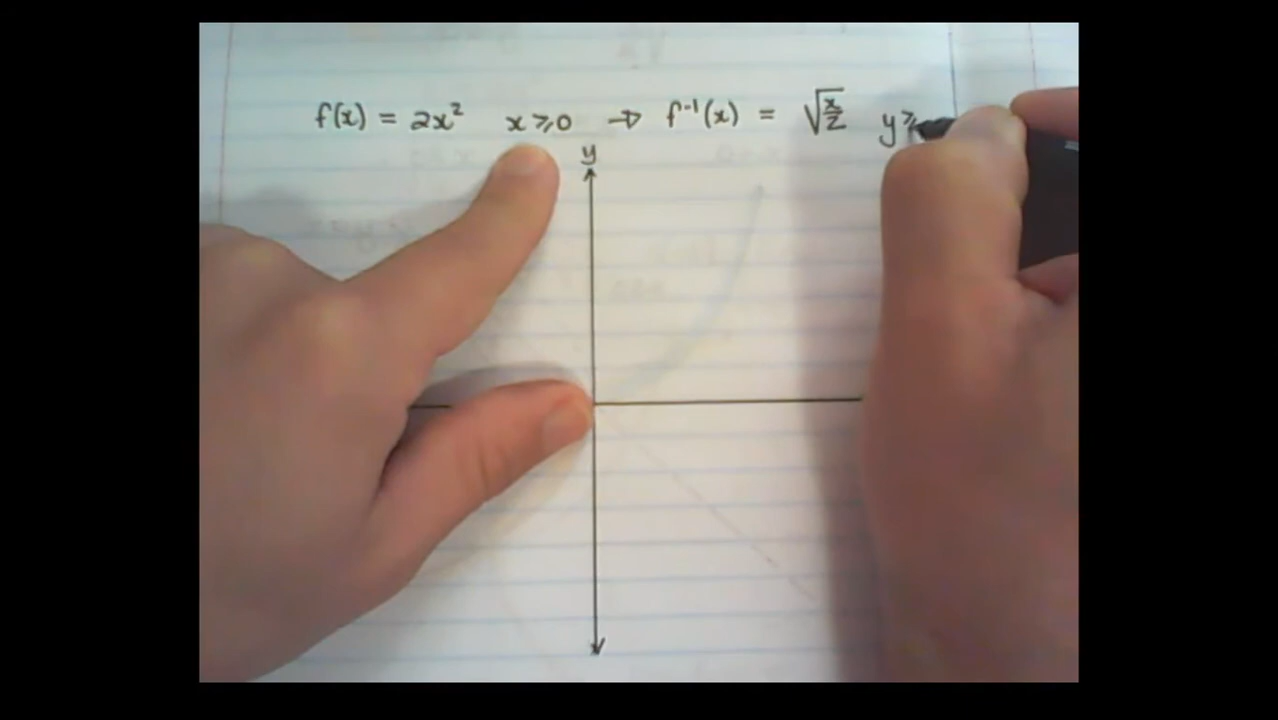 f(x) = 2x² x ⩾ 0 → f⁻¹(x) = √(x/2) y ⩾
y